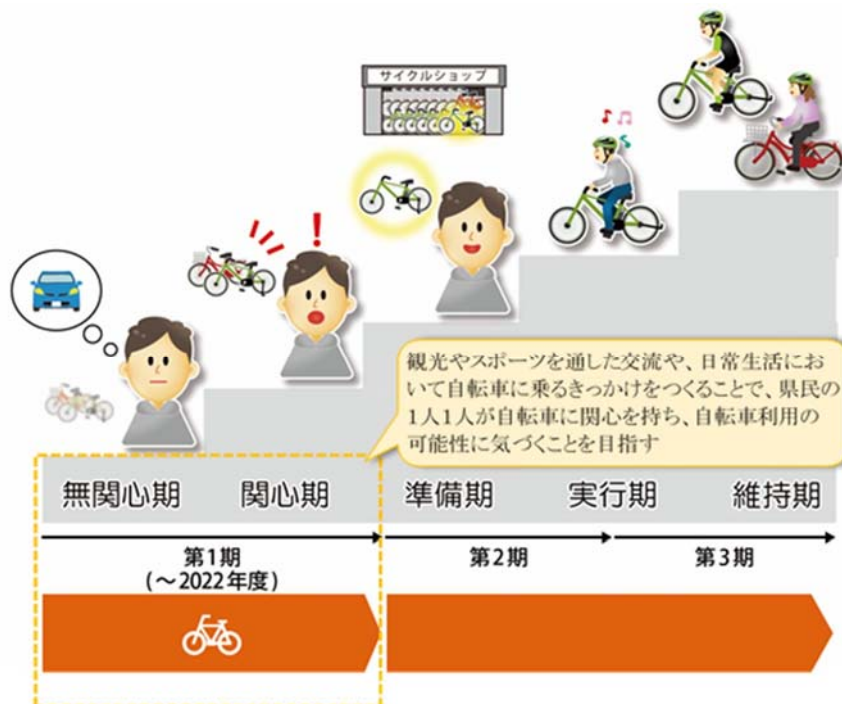 サイクルショップ
観光やスポーツを通した交流や、日常生活にお
いて自転車に乗るきっかけをつくることで、県民の
1人1人が自転車に関心を持ち、自転車利用の
可能性に気づくことを目指す
無関心期 関心期 準備期 実行期 維持期
第1期 第2期 第3期
(～2022年度)